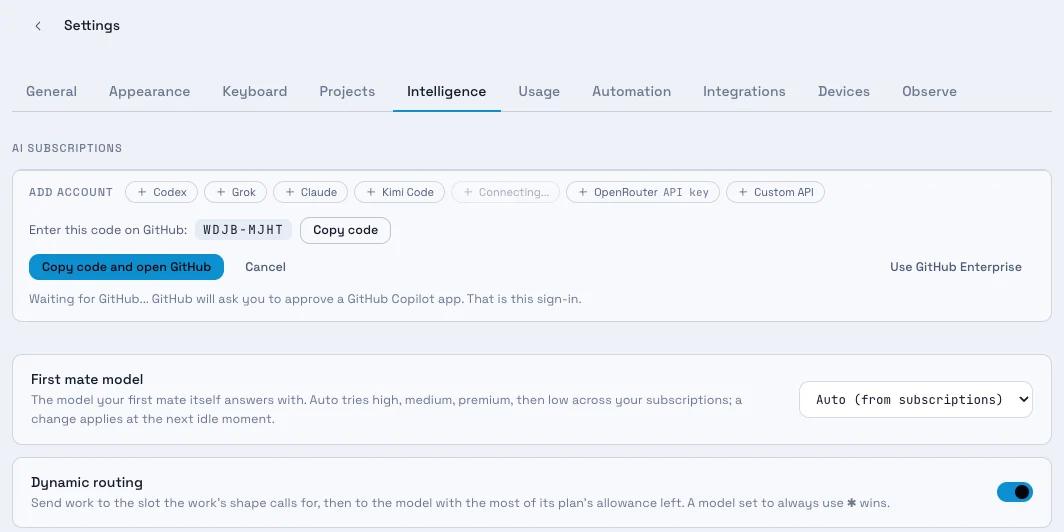 Settings
General Appearance Keyboard Projects Intelligence Usage Automation Integrations Devices Observe
AI SUBSCRIPTIONS
ADD ACCOUNT + Codex + Grok + Claude + Kimi Code + Connecting... + OpenRouter API key + Custom API
Enter this code on GitHub: WDJB-MJHT Copy code
Copy code and open GitHub Cancel Use GitHub Enterprise
Waiting for GitHub... GitHub will ask you to approve a GitHub Copilot app. That is this sign-in.
First mate model
The model your first mate itself answers with. Auto tries high, medium, premium, then low across your subscriptions; a
change applies at the next idle moment.
Auto (from subscriptions)
Dynamic routing
Send work to the slot the work's shape calls for, then to the model with the most of its plan's allowance left. A model set to always use ✱ wins.